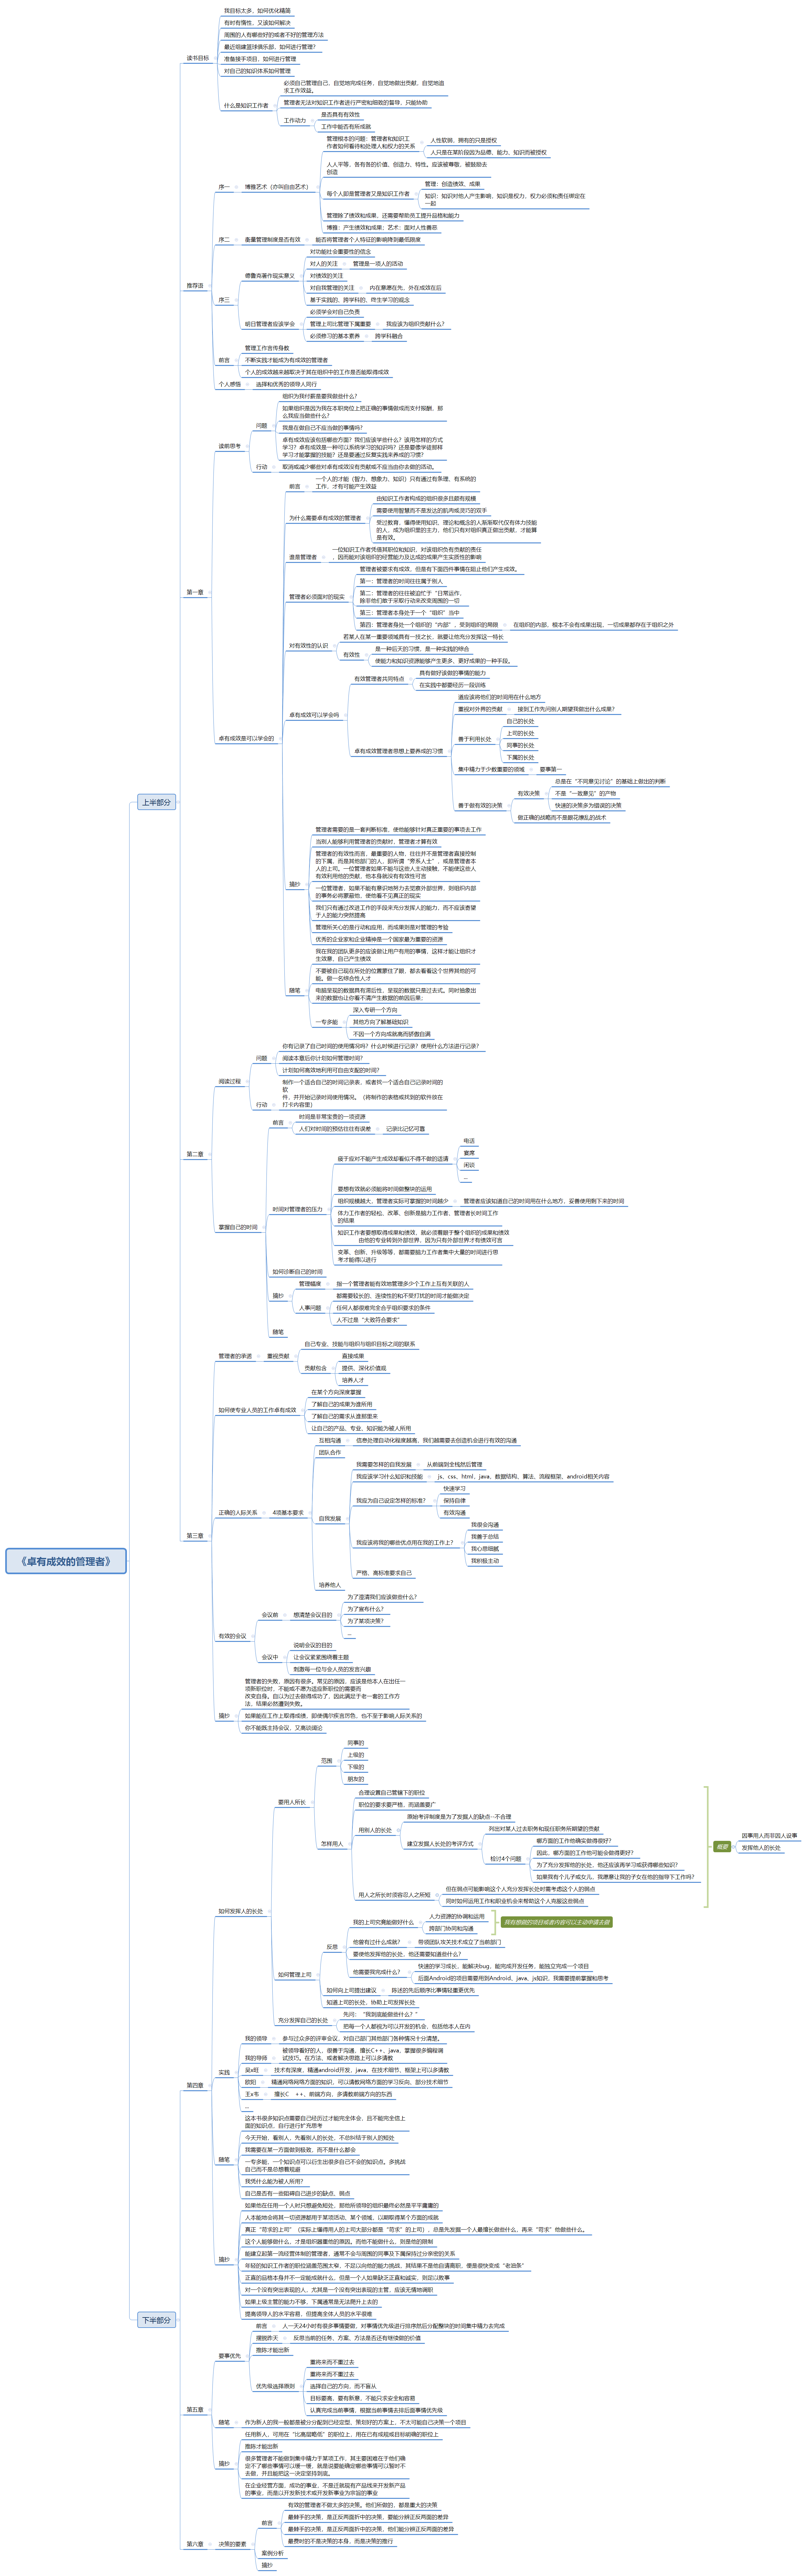 《卓有成效的管理者》
上半部分
读书目标
我目标太多，如何优化精简
有时有惰性，又该如何解决
周围的人有哪些好的或者不好的管理方法
最近组建篮球俱乐部，如何进行管理?
准备接手项目，如何进行管理
对自己的知识体系如何管理
什么是知识工作者
必须自己管理自己，自觉地完成任务，自觉地做出贡献，自觉地追
求工作效益。
管理者无法对知识工作者进行严密和细致的督导，只能协助
工作动力
是否具有有效性
工作中能否有所成就
推荐语
序一
博雅艺术（亦叫自由艺术）
管理根本的问题：管理者和知识工
作者如何看待和处理人和权力的关系
人性软弱，拥有的只是授权
人只是在某阶段因为品德、能力、知识而被授权
人人平等，各有各的价值、创造力、特性。应该被尊敬、被鼓励去
创造
每个人即是管理者又是知识工作者
管理：创造绩效、成果
知识：知识对他人产生影响，知识是权力，权力必须和责任绑定在
一起
管理除了绩效和成果，还需要帮助员工提升品格和能力
博雅：产生绩效和成果；艺术：面对人性善恶
序二
衡量管理制度是否有效
能否将管理者个人特征的影响降到最低限度
序三
德鲁克著作现实意义
对功能社会重要性的信念
对人的关注
管理是一项人的活动
对绩效的关注
对自我管理的关注
内在意愿在先，外在成效在后
基于实践的、跨学科的、终生学习的观念
明日管理者应该学会
必须学会对自己负责
管理上司比管理下属重要
我应该为组织贡献什么?
必须修习的基本素养
跨学科融合
前言
管理工作言传身教
不断实践才能成为有成效的管理者
个人的成效越来越取决于其在组织中的工作是否能取得成效
个人感悟
选择和优秀的领导人同行
第一章
读前思考
问题
组织为我付薪是要我做些什么?
如果组织是因为我在本职岗位上把正确的事情做成而支付报酬，那
么我应当做些什么?
我是在做自己不应当做的事情吗?
卓有成效应该包括哪些方面？我们应该学些什么？该用怎样的方式
学习？卓有成效是一种可以系统学习的知识吗？还是要像学徒那样
学习才能掌握的技能？还是要通过反复实践来养成的习惯?
行动
取消或减少哪些对卓有成效没有贡献或不应当由你去做的活动。
卓有成效是可以学会的
前言
一个人的才能（智力、想象力、知识）只有通过有条理、有系统的
工作，才有可能产生效益
为什么需要卓有成效的管理者
由知识工作者构成的组织很多且颇有规模
需要使用智慧而不是发达的肌肉或灵巧的双手
受过教育、懂得使用知识、理论和概念的人渐渐取代仅有体力技能
的人，成为组织里的主力，他们只有对组织真正做出贡献，才能算
是有效。
谁是管理者
一位知识工作者凭借其职位和知识，对该组织负有贡献的责任
，因而能对该组织的经营能力及达成的成果产生实质性的影响
管理者必须面对的现实
管理者被要求有成效，但是有下面四件事情在阻止他们产生成效。
第一：管理者的时间往往属于别人
第二：管理者的往往被迫忙于“日常运作，
除非他们敢于采取行动来改变周围的一切
第三：管理者本身处于一个“组织”当中
第四：管理者身处一个组织的“内部”，受到组织的局限
在组织的内部，根本不会有成果出现，一切成果都存在于组织之外
对有效性的认识
若某人在某一重要领域具有一技之长，就要让他充分发挥这一特长
有效性
是一种后天的习惯，是一种实践的综合
使能力和知识资源能够产生更多、更好成果的一种手段。
卓有成效可以学会吗
有效管理者共同特点
具有做好该做的事情的能力
在实践中都要经历一段训练
卓有成效管理者思想上要养成的习惯
道应该将他们的时间用在什么地方
重视对外界的贡献
接到工作先问别人期望我做出什么成果?
善于利用长处
自己的长处
上司的长处
同事的长处
下属的长处
集中精力于少数重要的领域
要事第一
善于做有效的决策
有效决策
总是在“不同意见讨论”的基础上做出的判断
不是“一致意见”的产物
快速的决策多为错误的决策
做正确的战略而不是眼花缭乱的战术
摘抄
管理者需要的是一套判断标准，使他能够针对真正重要的事项去工作
当别人能够利用管理者的贡献时，管理者才算有效
管理者的有效性而言，最重要的人物，往往并不是管理者直接控制
的下属，而是其他部门的人，即所谓“旁系人士”，或是管理者本
人的上司。一位管理者如果不能与这些人主动接触，不能使这些人
有效利用他的贡献，他本身就没有有效性可言
一位管理者，如果不能有意识地努力去觉察外部世界，则组织内部
的事务必将蒙蔽他，使他看不见真正的现实
我们只有通过改进工作的手段来充分发挥人的能力，而不应该寄望
于人的能力突然提高
管理所关心的是行动和应用，而成果则是对管理的考验
优秀的企业家和企业精神是一个国家最为重要的资源
随笔
我在我的团队更多的应该做让用户有用的事情，这样才能让组织才
生效意，自己产生绩效
不要被自己现在所处的位置蒙住了眼，都去看看这个世界其他的可
能。做一名综合性人才
电脑呈现的数据具有滞后性，呈现的数据只是过去式。同时抽象出
来的数据也让你看不清产生数据的前因后果；
一专多能
深入专研一个方向
其他方向了解基础知识
不因一个方向成就高而骄傲自满
第二章
阅读过程
问题
你有记录了自己时间的使用情况吗？什么时候进行记录？使用什么方法进行记录?
阅读本章后你计划如何管理时间?
计划如何高效地利用可自由支配的时间?
行动
制作一个适合自己的时间记录表，或者找一个适合自己记录时间的
软
件，并开始记录时间使用情况。（将制作的表格或找到的软件放在
打卡内容里）
掌握自己的时间
前言
时间是非常宝贵的一项资源
人们对时间的预估往往有误差
记录比记忆可靠
时间对管理者的压力
疲于应对不能产生成效却看似不得不做的适清
电话
宴席
闲谈
...
要想有效就必须能将时间做整块的运用
组织规模越大，管理者实际可掌握的时间越少
管理者应该知道自己的时间用在什么地方，妥善使用剩下来的时间
体力工作者的轻松、改革、创新是脑力工作者、管理者长时间工作
的结果
知识工作者要想取得成果和绩效，就必须着眼于整个组织的成果和绩效
由他的专业转到外部世界，因为只有外部世界才有绩效可言
变革、创新、升级等等，都需要脑力工作者集中大量的时间进行思
考才能得以进行
如何诊断自己的时间
摘抄
管理幅度
指一个管理者能有效地管理多少个工作上互有关联的人
人事问题
都需要较长的、连续性的和不受打扰的时间才能做决定
任何人都很难完全合乎组织要求的条件
人不过是“大致符合要求”
随笔
第三章
管理者的承诺
重视贡献
自己专业、技能与组织与组织目标之间的联系
贡献包含
直接成果
提供、深化价值观
培养人才
如何使专业人员的工作卓有成效
在某个方向深度掌握
了解自己的成果为谁所用
了解自己的需求从谁那里来
让自己的产品、专业、知识能为被人所用
正确的人际关系
4项基本要求
互相沟通
信息处理自动化程度越高，我们越需要去创造机会进行有效的沟通
团队合作
自我发展
我需要怎样的自我发展
从前端到全栈然后管理
我应该学习什么知识和技能
js、css、html、java、数据结构、算法、流程框架、android相关内容
我应为自己设定怎样的标准?
快速学习
保持自律
有效沟通
我应该将我的哪些优点用在我的工作上?
我很会沟通
我善于总结
我心思细腻
我积极主动
严格、高标准要求自己
培养他人
有效的会议
会议前
想清楚会议目的
为了澄清我们应该做些什么?
为了宣布什么?
为了某项决策?
...
会议中
说明会议的目的
让会议紧紧围绕着主题
刺激每一位与会人员的发言兴趣
摘抄
管理者的失败，原因有很多。常见的原因，应该是他本人在出任一
项新职位时，不能或不愿为适应新职位的需要而
改变自身。自以为过去做得成功了，因此满足于老一套的工作方
法，结果必然遭到失败。
如果能在工作上取得成绩，即使偶尔疾言厉色，也不至于影响人际关系的
你不能既主持会议，又高谈阔论
下半部分
第四章
如何发挥人的长处
要用人所长
范围
同事的
上级的
下级的
朋友的
怎样用人
合理设置自己管辖下的职位
职位的要求要严格，而涵盖要广
用别人的长处
原始考评制度是为了发掘人的缺点--不合理
建立发掘人长处的考评方式
列出对某人过去职务和现任职务所期望的贡献
检讨4个问题
哪方面的工作他确实做得很好?
因此，哪方面的工作他可能会做得更好?
为了充分发挥他的长处，他还应该再学习或获得哪些知识?
如果我有个儿子或女儿，我愿意让我的子女在他的指导下工作吗?
用人之所长时须容忍人之所短
但在弱点可能影响这个人充分发挥长处时需考虑这个人的弱点
同时如何运用工作和职业机会来帮助这个人克服这些弱点
概要
因事用人而非因人设事
发挥他人的长处
如何管理上司
反思
我的上司究竟能做好什么
人力资源的协调和运用
跨部门协同和沟通
我有想做的项目或者内容可以主动申请去做
他曾有过什么成就?
带领团队攻关技术成立了当前部门
要使他发挥他的长处，他还需要知道些什么?
他需要我完成什么?
快速的学习成长，能解决bug，能完成开发任务，能独立完成一个项目
后面Android的项目需要用到Android、java、js知识，我需要提前掌握和思考
如何向上司提出建议
陈述的先后顺序比事情轻重更优先
知道上司的长处，协助上司发挥长处
充分发挥自己的长处
先问：“我到底能做些什么？”
把每一个人都视为可以开发的机会，包括他本人在内
实践
我的领导
参与过众多的评审会议，对自己部门其他部门各种情况十分清楚。
我的导师
被领导看好的人，很善于沟通，擅长C++、java、掌握很多编程调
试技巧。在方法、或者解决思路上可以多请教
技术有深度，精通android开发，java，在技术细节、框架上可以多请教
精通网络网络方面的知识，可以请教网络方面的学习反向、部分技术细节
擅长C ++、前端方向，多请教前端方向的东西
...
随笔
这本书很多知识点需要自己经历过才能完全体会，且不能完全信上
面的知识点，自行进行扩充思考
今天开始，看别人，先看别人的长处，不总纠结于别人的短处
我需要在某一方面做到极致，而不是什么都会
一专多能、一个知识点可以衍生出很多自己不会的知识点。多挑战
自己而不是总想着规避
我凭什么能为被人所用?
自己是否有一些阻碍自己进步的缺点、弱点
摘抄
如果他在任用一个人时只想避免短处，那他所领导的组织最终必然是平平庸庸的
人本能地会将其一切资源都用于某项活动、某个领域，以期取得某个方面的成就
真正“苛求的上司”（实际上懂得用人的上司大部分都是“苛求”的上司），总是先发掘一个人最擅长做些什么，再来“苛求”他做些什么。
这个人能够做什么，才是组织器重他的原因。而他不能做什么，则是他的限制
能建立起第一流经营体制的管理者，通常不会与周围的同事及下属保持过分亲密的关系
年轻的知识工作者的职位涵盖范围太窄，不足以向他的能力挑战，其结果不是他自请离职，便是很快变成“老油条”
正直的品格本身并不一定能成就什么，但是一个人如果缺乏正直和诚实，则足以败事
对一个没有突出表现的人，尤其是一个没有突出表现的主管，应该无情地调职
如果上级主管的能力不够，下属通常是无法爬升上去的
提高领导人的水平容易，但提高全体人员的水平很难
第五章
要事优先
前言
人一天24小时有很多事情要做，对事情优先级进行排序然后分配整块的时间集中精力去完成
摆脱昨天
反思当前的任务、方案、方法是否还有继续做的价值
推陈才能出新
优先级选择原则
重将来而不重过去
重将来而不重过去
选择自己的方向，而不盲从
目标要高，要有新意，不能只求安全和容易
认真完成当前事情，根据当前事情去排后面事情优先级
随笔
作为新人的我一般都是被分分配到已经定型、策划好的方案上，不太可能自己决策一个项目
摘抄
任用新人，可用在“比高层略低”的职位上，用在已有成规或目标明确的职位上
推陈才能出新
很多管理者不能做到集中精力于某项工作，其主要困难在于他们确
定不了哪些事情可以缓一缓，就是说要能确定哪些事情可以暂时不
去做，并且能把这一决定坚持到底。
在企业经营方面，成功的业务，不是迁就现有产品线来开发新产品
的事业，而是以开发新技术或开发新事业为宗旨的事业
第六章
决策的要素
前言
有效的管理者不做太多的决策。他们所做的，都是重大的决策
最棘手的决策，是正反两面折中的决策，要能分辨正反两面的差异
最棘手的决策，是正反两面折中的决策，他们能分辨正反两面的差异
最费时的不是决策的本身，而是决策的推行
案例分析
摘抄